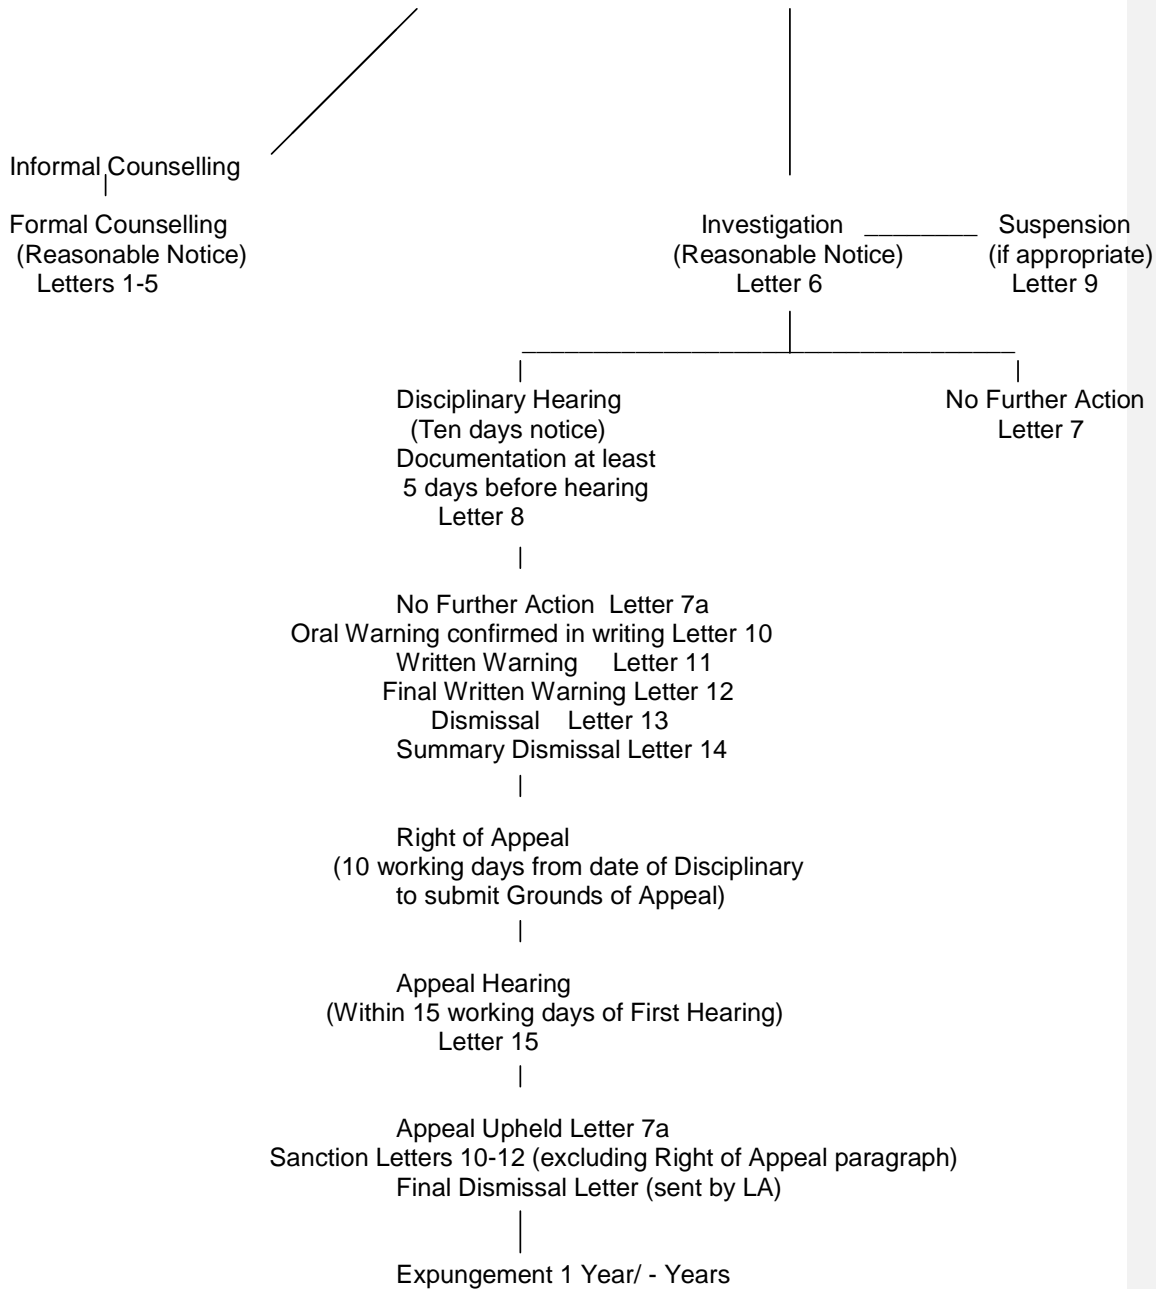 Informal Counselling
Formal Counselling
(Reasonable Notice)
Letters 1-5
Investigation ________ Suspension
(Reasonable Notice) (if appropriate)
Letter 6 Letter 9
Disciplinary Hearing No Further Action
(Ten days notice) Letter 7
Documentation at least
5 days before hearing
Letter 8
No Further Action Letter 7a
Oral Warning confirmed in writing Letter 10
Written Warning Letter 11
Final Written Warning Letter 12
Dismissal Letter 13
Summary Dismissal Letter 14
Right of Appeal
(10 working days from date of Disciplinary
to submit Grounds of Appeal)
Appeal Hearing
(Within 15 working days of First Hearing)
Letter 15
Appeal Upheld Letter 7a
Sanction Letters 10-12 (excluding Right of Appeal paragraph)
Final Dismissal Letter (sent by LA)
Expungement 1 Year/ - Years